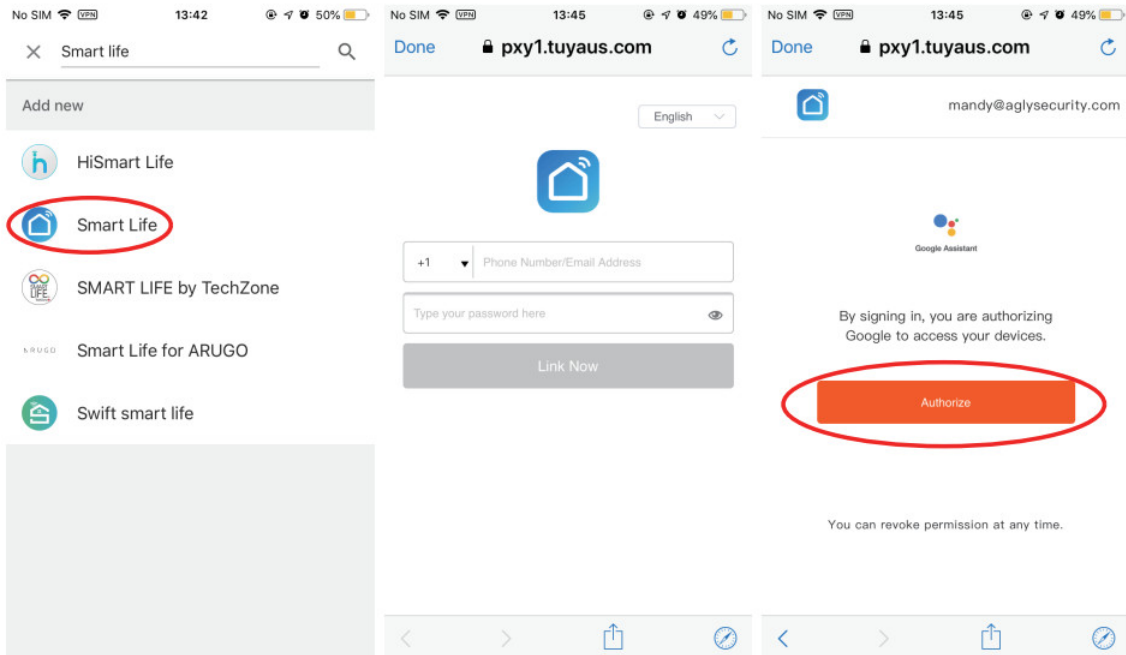 No SIM VPN 13:42 50%
Smart life
Add new
HiSmart Life
Smart Life
SMART LIFE by TechZone
Smart Life for ARUGO
Swift smart life
No SIM VPN 13:45 49%
Done pxy1.tuyaus.com
English
+1 Phone Number/Email Address
Type your password here
Link Now
No SIM VPN 13:45 49%
Done pxy1.tuyaus.com
mandy@aglysecurity.com
Google Assistant
By signing in, you are authorizing
Google to access your devices.
Authorize
You can revoke permission at any time.